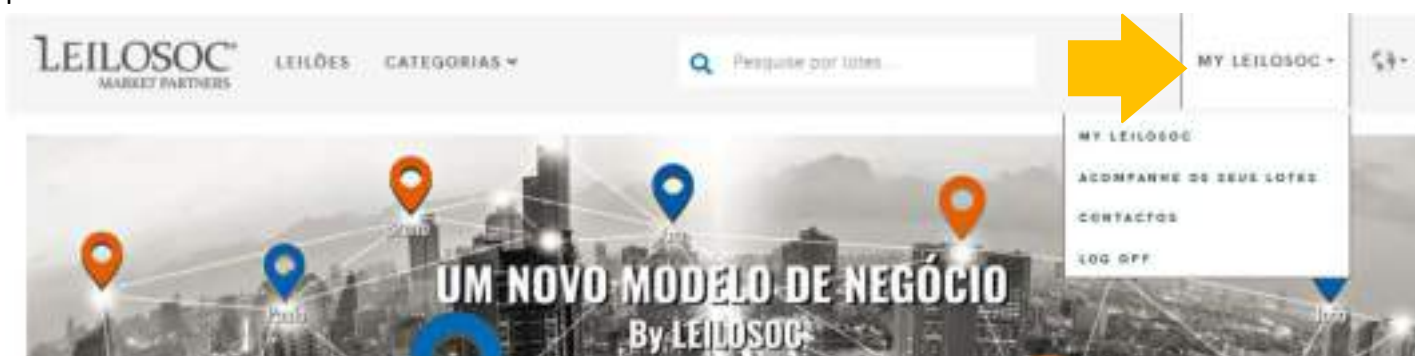 LEILOSOC®
MARKET PARTNERS
LEILÕES
CATEGORIAS
Pesquise por lotes...
MY LEILOSOC
MY LEILOSOC
ACOMPANHE OS SEUS LOTES
CONTACTOS
LOG OFF
UM NOVO MODELO DE NEGÓCIO
By LEILOSOC®